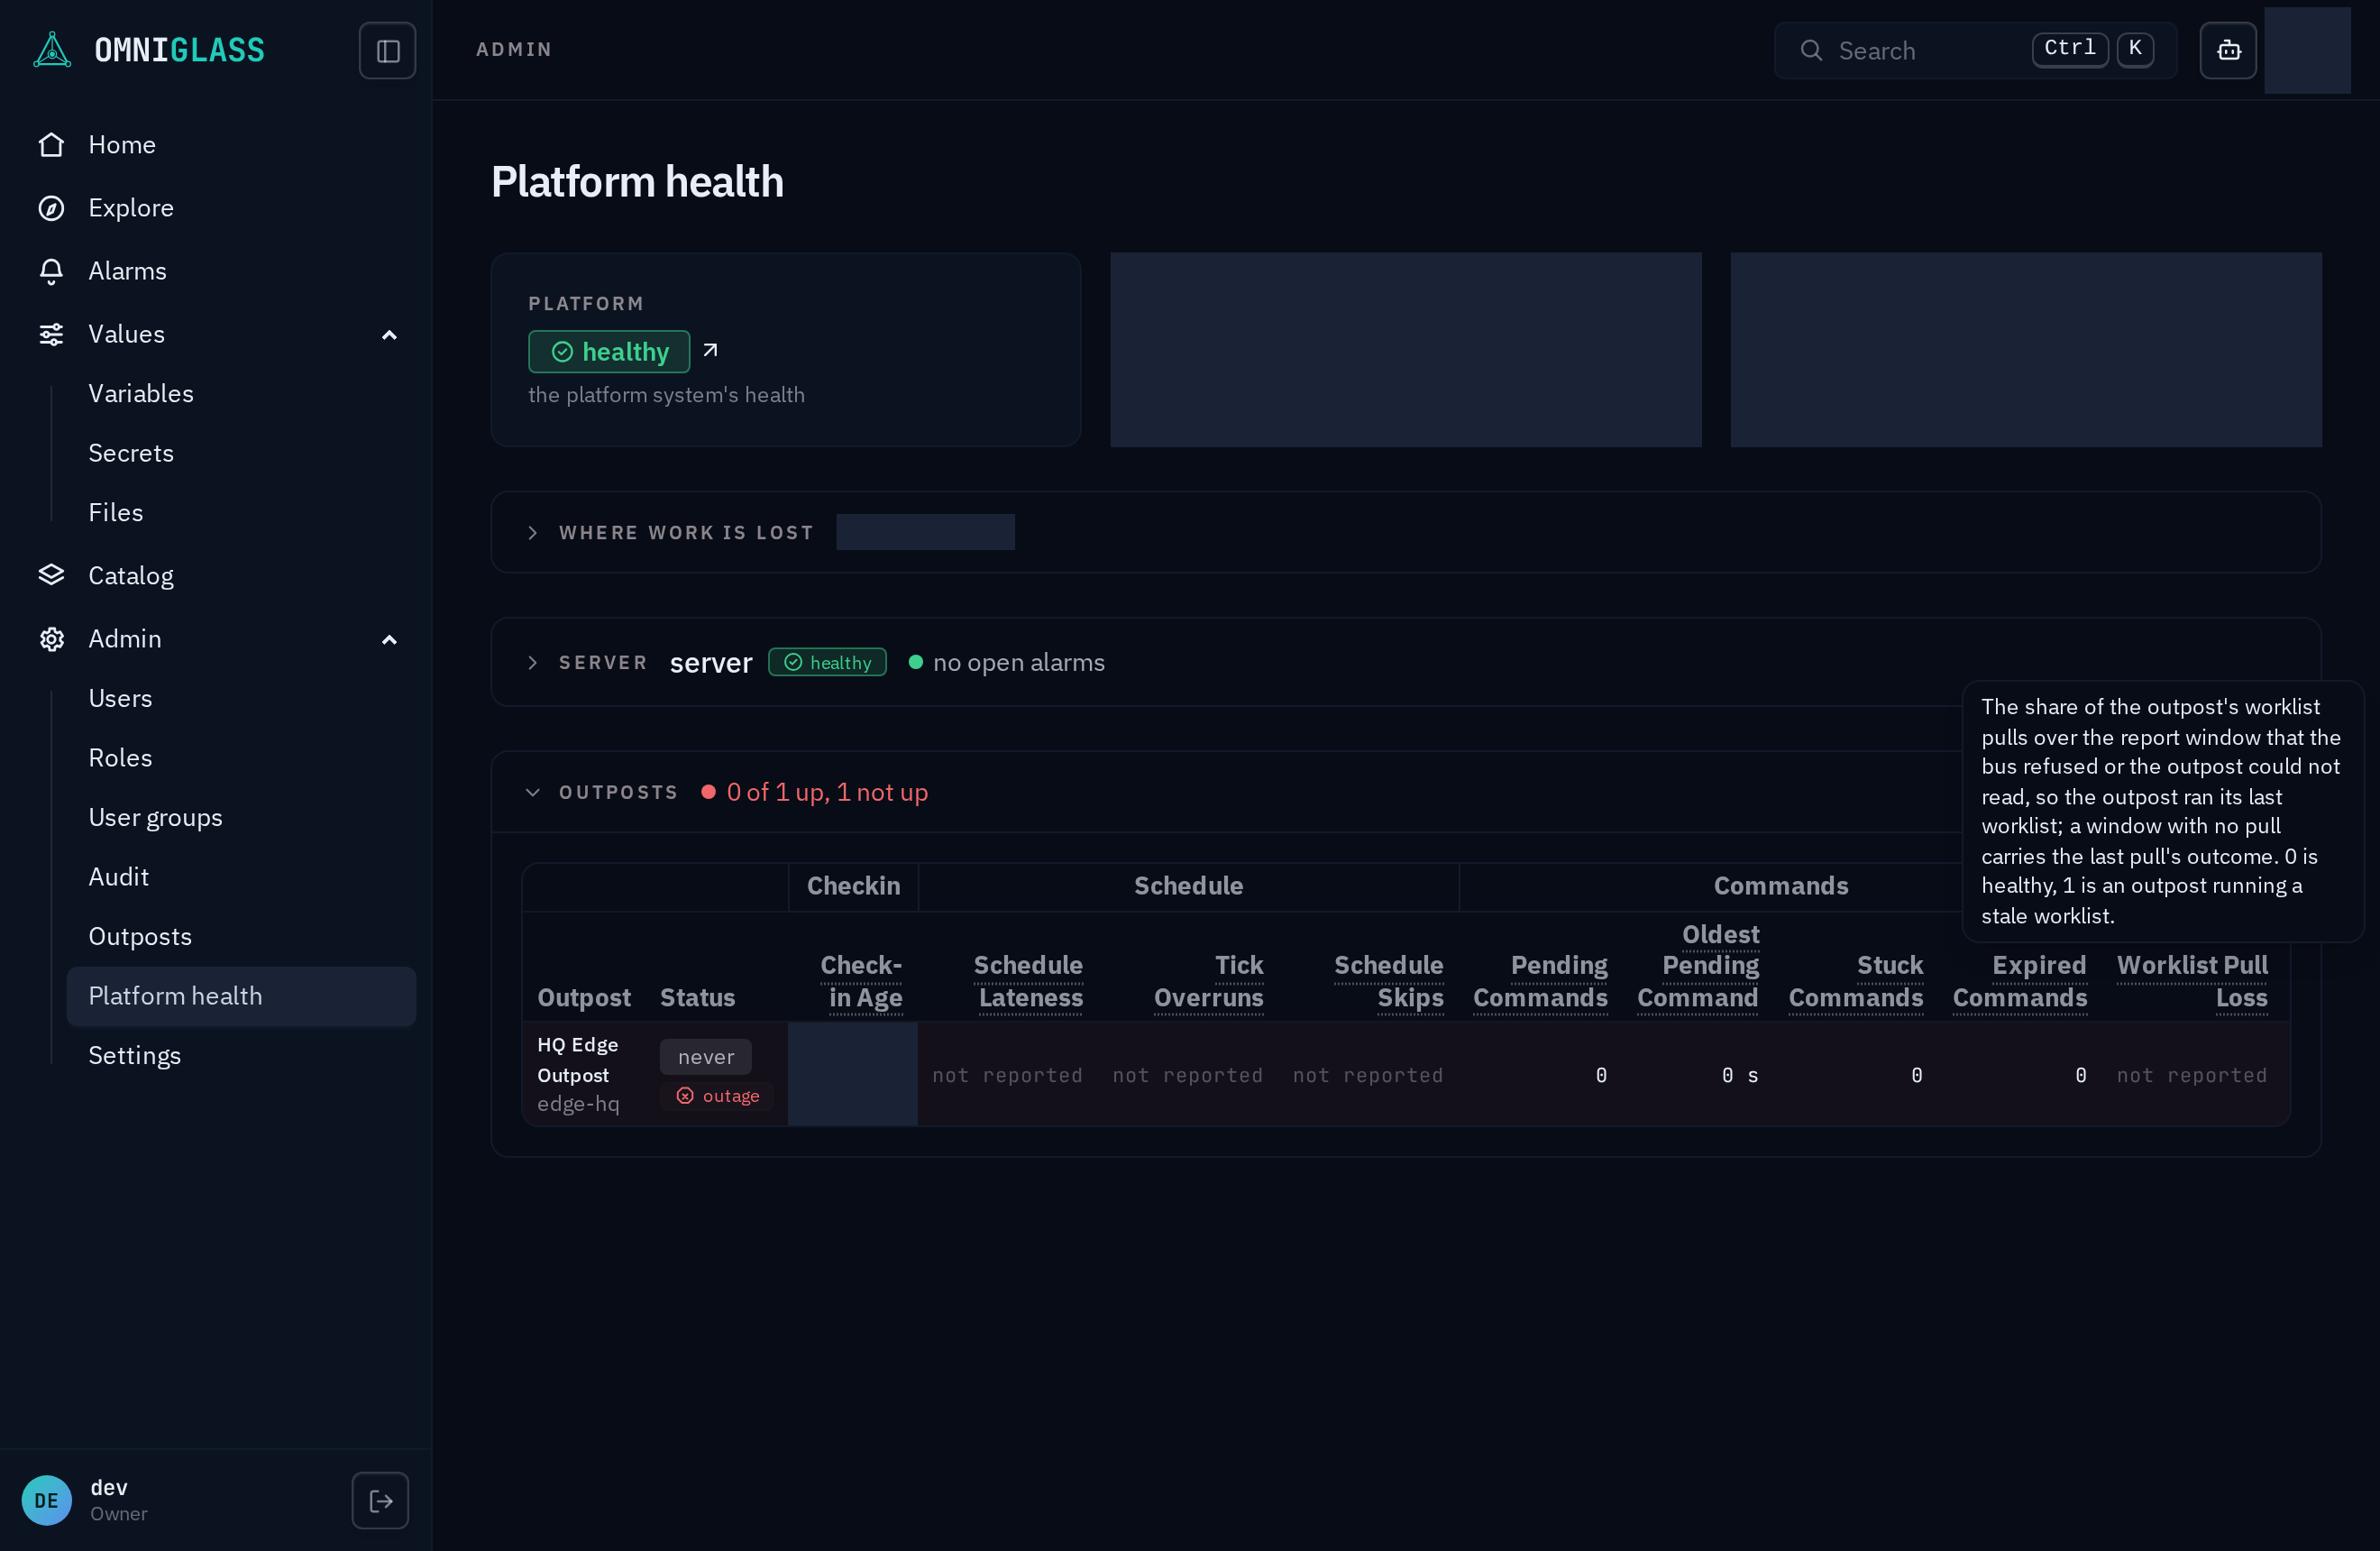 OMNIGLASS
ADMIN
Search
Ctrl
K
Home
Explore
Alarms
Values
Variables
Secrets
Files
Catalog
Admin
Users
Roles
User groups
Audit
Outposts
Platform health
Settings
DE
dev
Owner
Platform health
PLATFORM
healthy
the platform system's health
WHERE WORK IS LOST
SERVER server healthy no open alarms
OUTPOSTS 0 of 1 up, 1 not up
The share of the outpost's worklist
pulls over the report window that the
bus refused or the outpost could not
read, so the outpost ran its last
worklist; a window with no pull
carries the last pull's outcome. 0 is
healthy, 1 is an outpost running a
stale worklist.
Checkin
Schedule
Commands
Outpost
Status
Check-
in Age
Schedule
Lateness
Tick
Overruns
Schedule
Skips
Pending
Commands
Oldest
Pending
Command
Stuck
Commands
Expired
Commands
Worklist Pull
Loss
HQ Edge
Outpost
edge-hq
never
outage
not reported
not reported
not reported
0
0 s
0
0
not reported